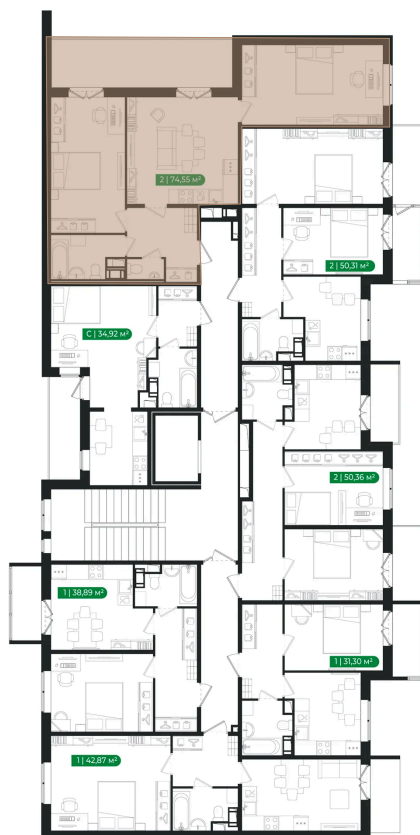 2 | 74,55 м²
2 | 50,31 м²
С | 34,92 м²
2 | 50,36 м²
1 | 38,89 м²
1 | 31,30 м²
1 | 42,87 м²